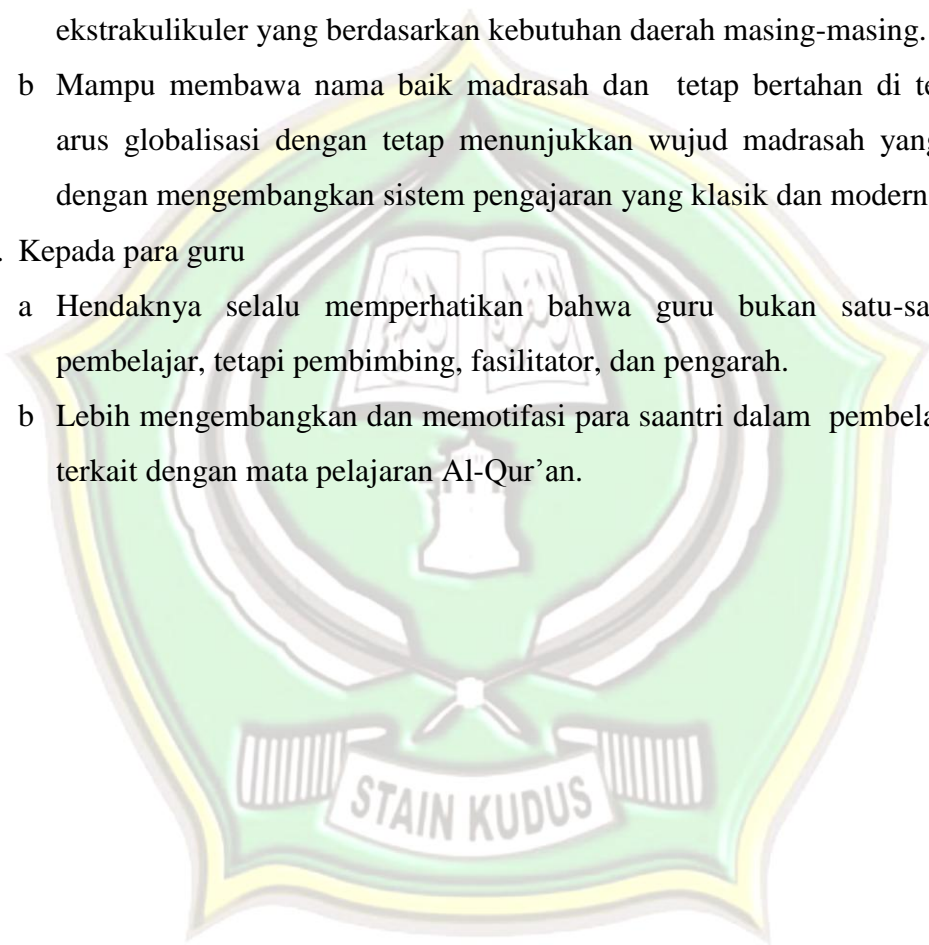 ekstrakulikuler yang berdasarkan kebutuhan daerah masing-masing.
b Mampu membawa nama baik madrasah dan tetap bertahan di te
arus globalisasi dengan tetap menunjukkan wujud madrasah yang
dengan mengembangkan sistem pengajaran yang klasik dan modern
. Kepada para guru
a Hendaknya selalu memperhatikan bahwa guru bukan satu-sa
pembelajar, tetapi pembimbing, fasilitator, dan pengarah.
b Lebih mengembangkan dan memotifasi para saantri dalam pembela
terkait dengan mata pelajaran Al-Qur’an.
STAIN KUDUS